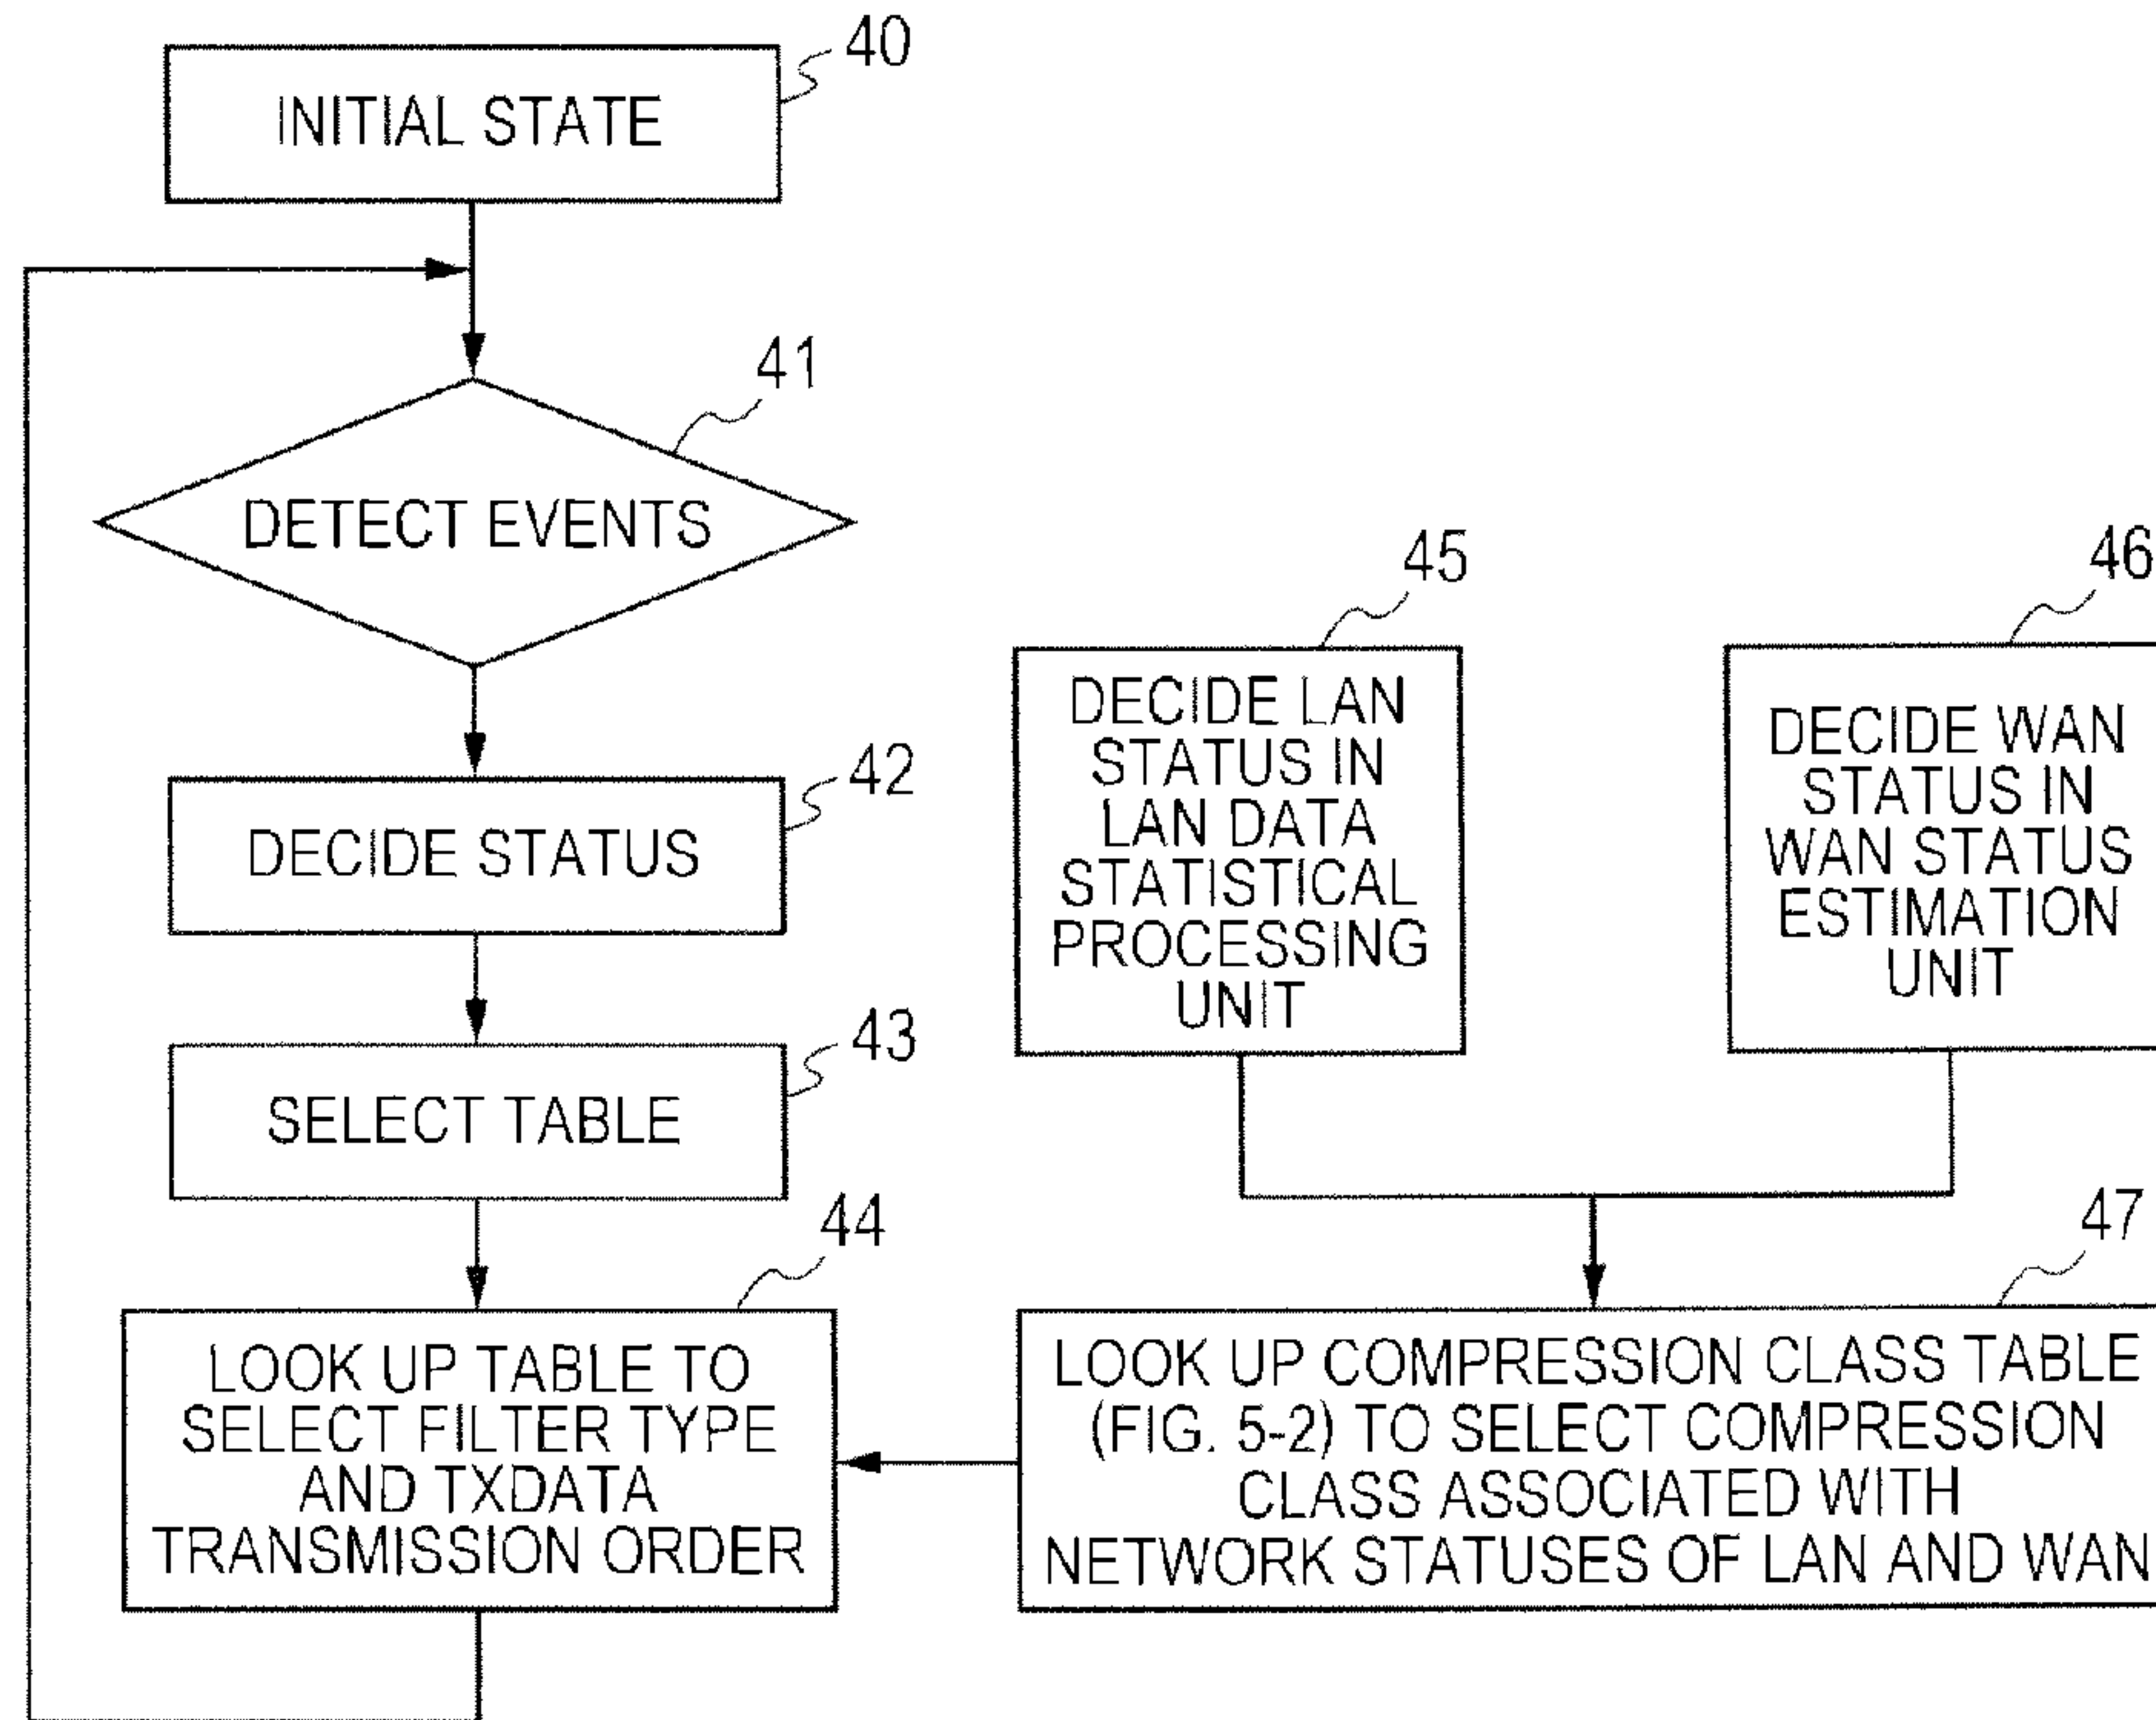 40
INITIAL STATE
41
DETECT EVENTS
42
DECIDE STATUS
43
SELECT TABLE
44
LOOK UP TABLE TO
SELECT FILTER TYPE
AND TXDATA
TRANSMISSION ORDER
45
DECIDE LAN
STATUS IN
LAN DATA
STATISTICAL
PROCESSING
UNIT
46
DECIDE WAN
STATUS IN
WAN STATUS
ESTIMATION
UNIT
47
LOOK UP COMPRESSION CLASS TABLE
(FIG. 5-2) TO SELECT COMPRESSION
CLASS ASSOCIATED WITH
NETWORK STATUSES OF LAN AND WAN